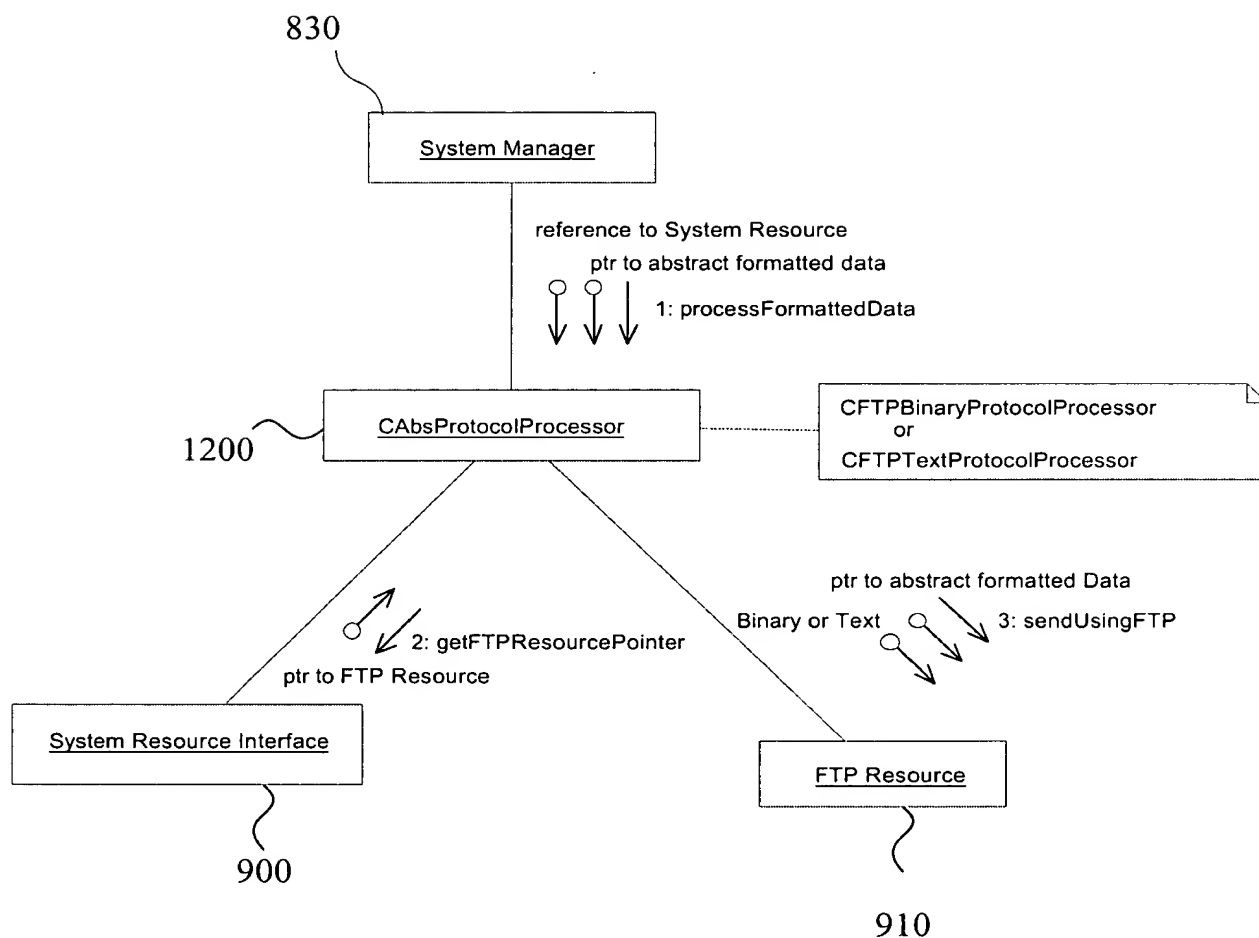 830
System Manager
reference to System Resource
ptr to abstract formatted data
1: processFormattedData
CAbsProtocolProcessor
1200
CFTPBinaryProtocolProcessor
or
CFTPTextProtocolProcessor
ptr to abstract formatted Data
Binary or Text
3: sendUsingFTP
2: getFTPResourcePointer
ptr to FTP Resource
System Resource Interface
FTP Resource
900
910